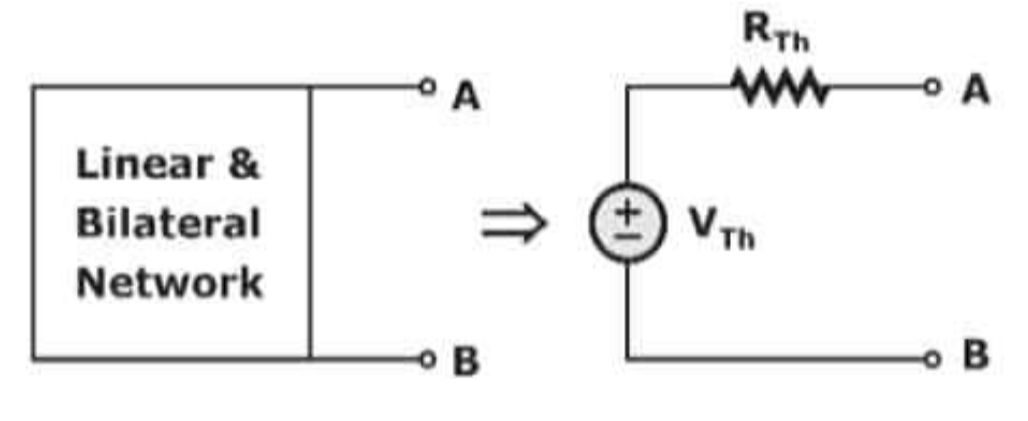 Linear &
Bilateral
Network
A
B
⇒
R_Th
+
−
V_Th
A
B